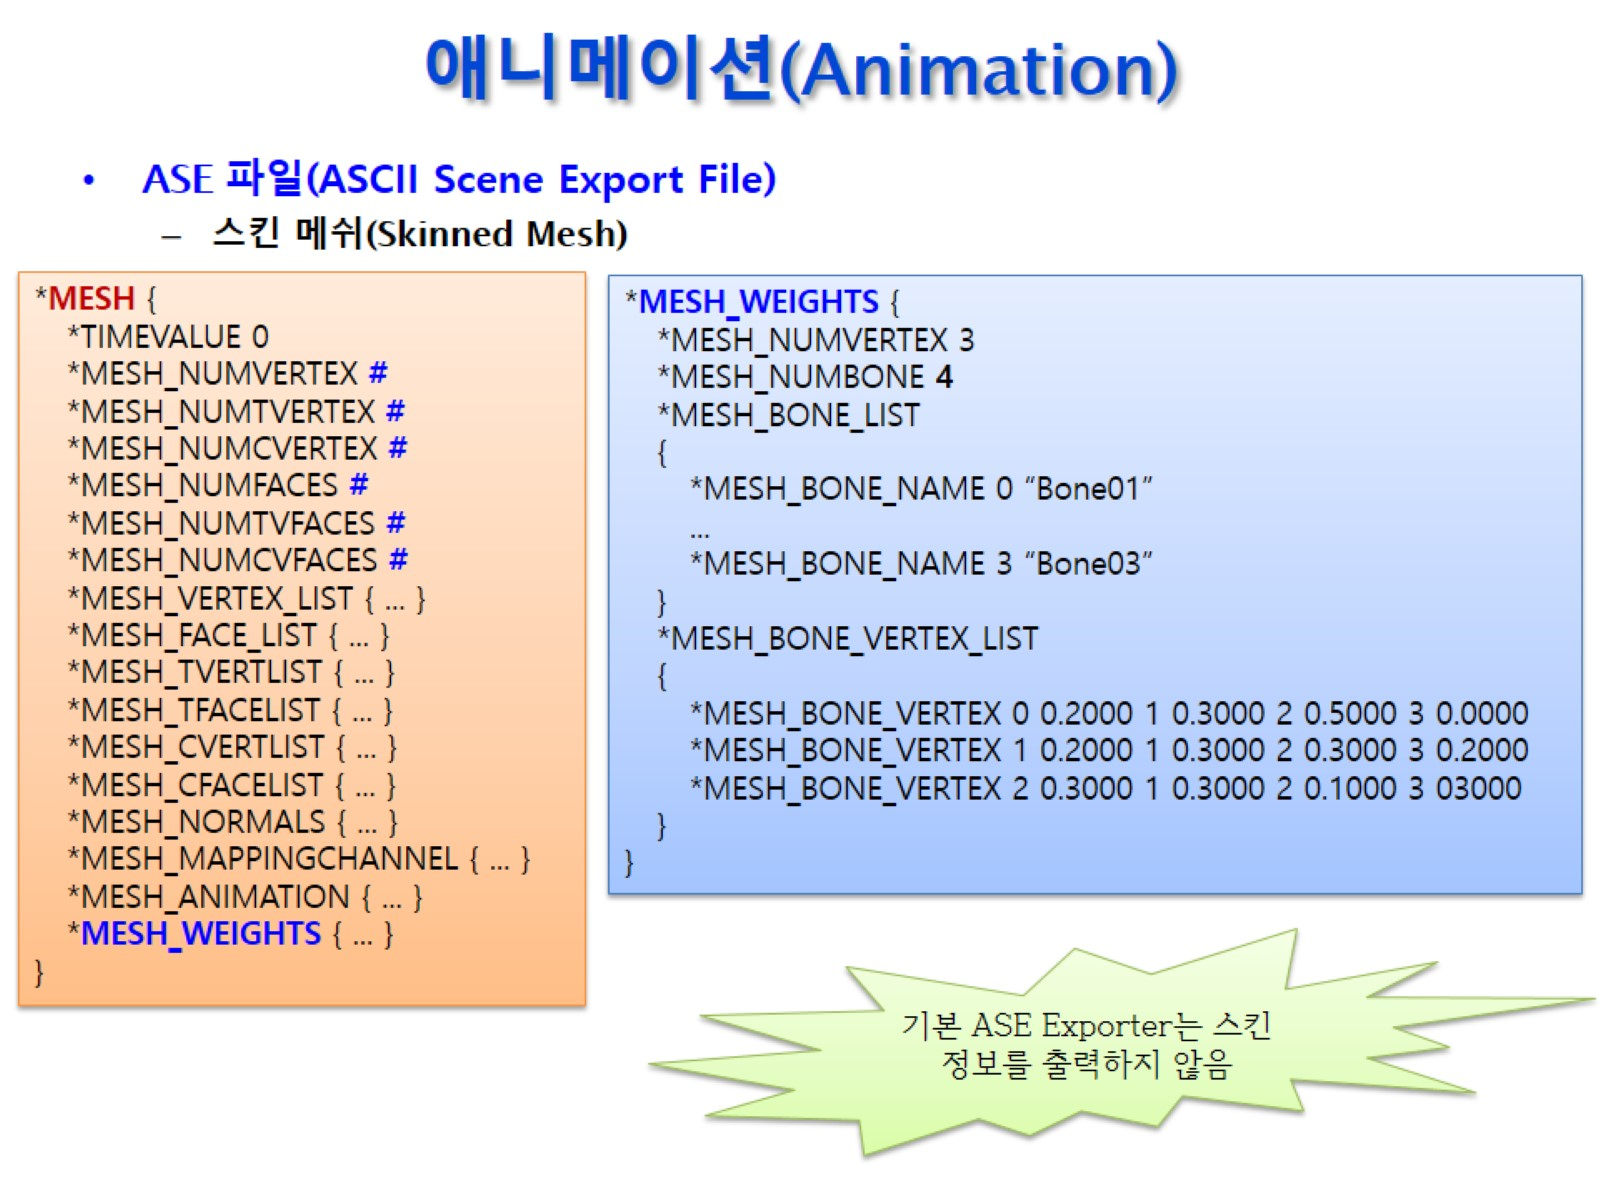 애니메이션(Animation)
• ASE 파일(ASCII Scene Export File)
– 스킨 메쉬(Skinned Mesh)
*MESH {
*TIMEVALUE 0
*MESH_NUMVERTEX #
*MESH_NUMTVERTEX #
*MESH_NUMCVERTEX #
*MESH_NUMFACES #
*MESH_NUMTVFACES #
*MESH_NUMCVFACES #
*MESH_VERTEX_LIST { ... }
*MESH_FACE_LIST { ... }
*MESH_TVERTLIST { ... }
*MESH_TFACELIST { ... }
*MESH_CVERTLIST { ... }
*MESH_CFACELIST { ... }
*MESH_NORMALS { ... }
*MESH_MAPPINGCHANNEL { ... }
*MESH_ANIMATION { ... }
*MESH_WEIGHTS { ... }
}
*MESH_WEIGHTS {
*MESH_NUMVERTEX 3
*MESH_NUMBONE 4
*MESH_BONE_LIST
{
*MESH_BONE_NAME 0 “Bone01”
...
*MESH_BONE_NAME 3 “Bone03”
}
*MESH_BONE_VERTEX_LIST
{
*MESH_BONE_VERTEX 0 0.2000 1 0.3000 2 0.5000 3 0.0000
*MESH_BONE_VERTEX 1 0.2000 1 0.3000 2 0.3000 3 0.2000
*MESH_BONE_VERTEX 2 0.3000 1 0.3000 2 0.1000 3 03000
}
}
기본 ASE Exporter는 스킨
정보를 출력하지 않음